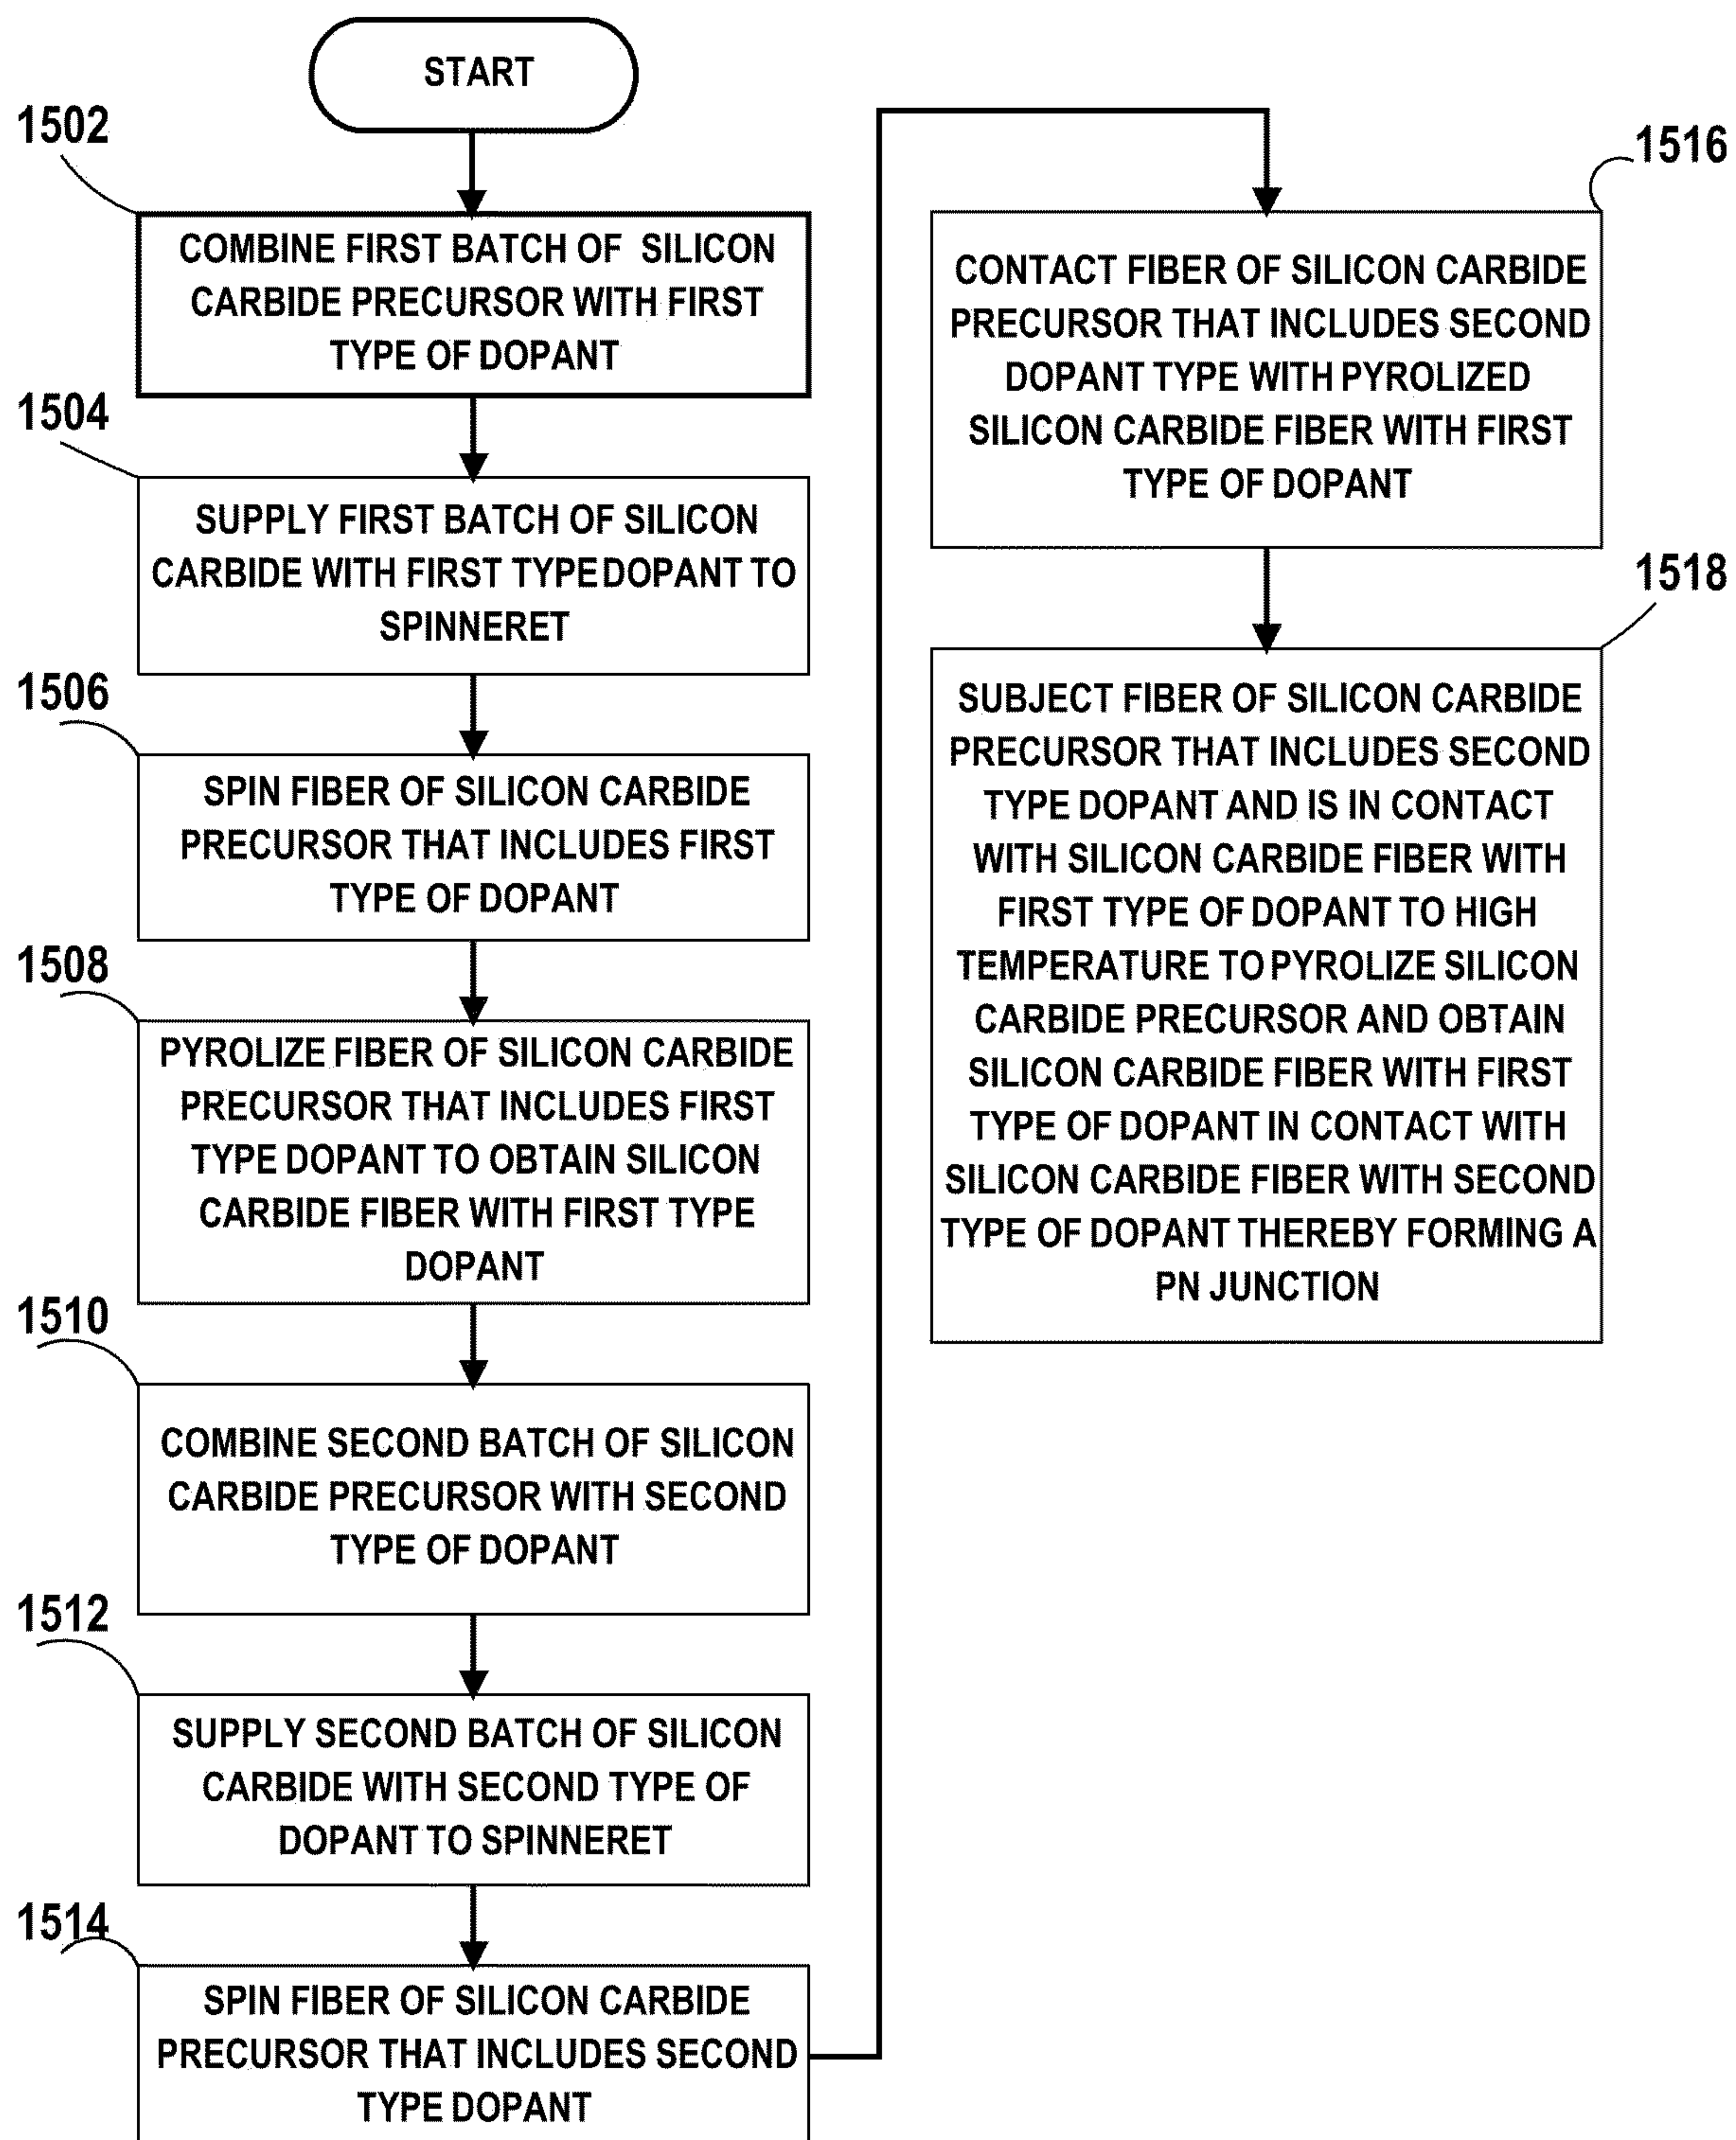 START
1502
COMBINE FIRST BATCH OF SILICON
CARBIDE PRECURSOR WITH FIRST
TYPE OF DOPANT
1504
SUPPLY FIRST BATCH OF SILICON
CARBIDE WITH FIRST TYPE DOPANT TO
SPINNERET
1506
SPIN FIBER OF SILICON CARBIDE
PRECURSOR THAT INCLUDES FIRST
TYPE OF DOPANT
1508
PYROLIZE FIBER OF SILICON CARBIDE
PRECURSOR THAT INCLUDES FIRST
TYPE DOPANT TO OBTAIN SILICON
CARBIDE FIBER WITH FIRST TYPE
DOPANT
1510
COMBINE SECOND BATCH OF SILICON
CARBIDE PRECURSOR WITH SECOND
TYPE OF DOPANT
1512
SUPPLY SECOND BATCH OF SILICON
CARBIDE WITH SECOND TYPE OF
DOPANT TO SPINNERET
1514
SPIN FIBER OF SILICON CARBIDE
PRECURSOR THAT INCLUDES SECOND
TYPE DOPANT
1516
CONTACT FIBER OF SILICON CARBIDE
PRECURSOR THAT INCLUDES SECOND
DOPANT TYPE WITH PYROLIZED
SILICON CARBIDE FIBER WITH FIRST
TYPE OF DOPANT
1518
SUBJECT FIBER OF SILICON CARBIDE
PRECURSOR THAT INCLUDES SECOND
TYPE DOPANT AND IS IN CONTACT
WITH SILICON CARBIDE FIBER WITH
FIRST TYPE OF DOPANT TO HIGH
TEMPERATURE TO PYROLIZE SILICON
CARBIDE PRECURSOR AND OBTAIN
SILICON CARBIDE FIBER WITH FIRST
TYPE OF DOPANT IN CONTACT WITH
SILICON CARBIDE FIBER WITH SECOND
TYPE OF DOPANT THEREBY FORMING A
PN JUNCTION